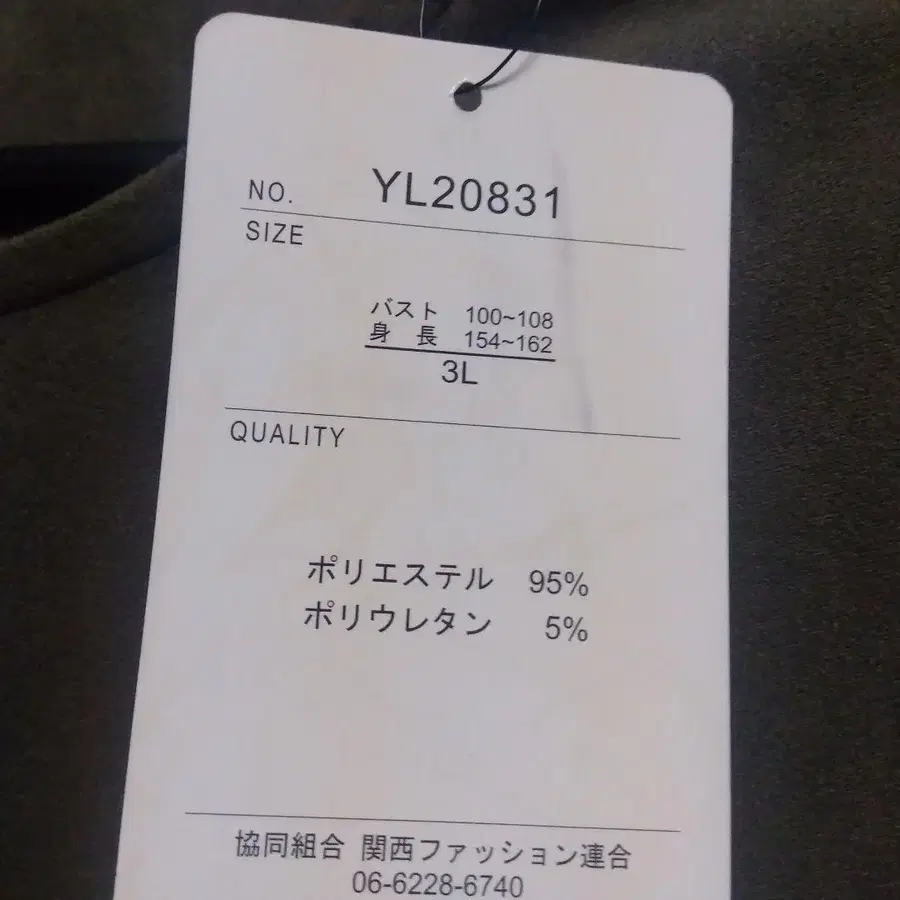 NO. YL20831
SIZE
バスト 100~108
身 長 154~162
3L
QUALITY
ポリエステル 95%
ポリウレタン 5%
協同組合 関西ファッション連合
06-6228-6740